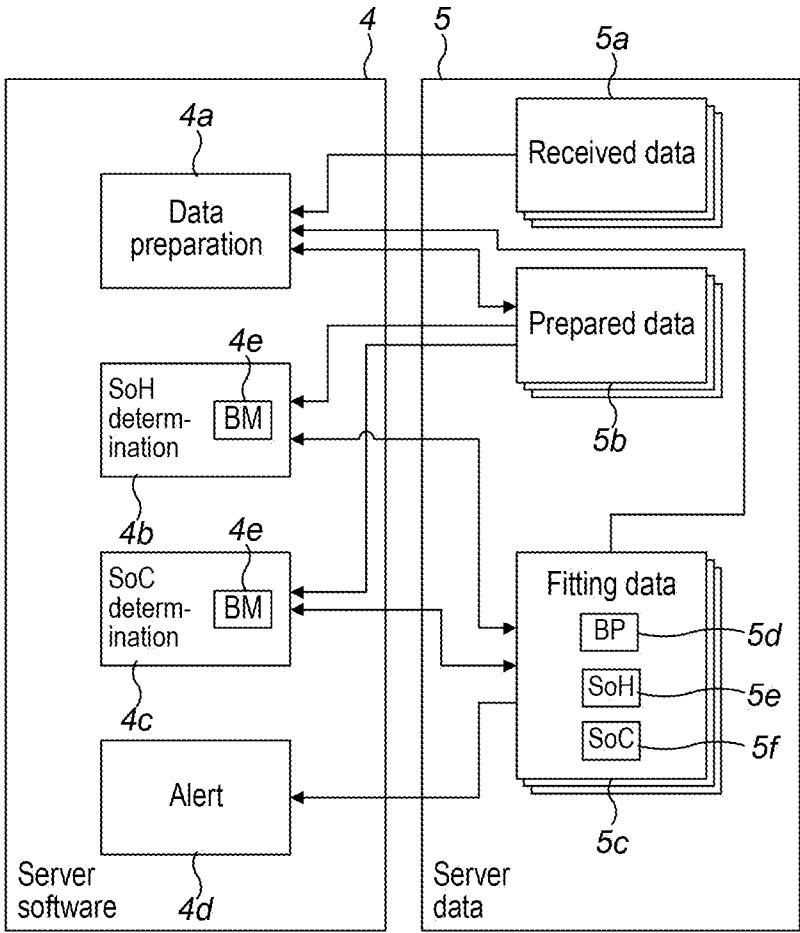 4
5
5a
4a
Received data
Data
preparation
Prepared data
4e
SoH
determ-
ination
BM
5b
4b
4e
SoC
determ-
ination
BM
Fitting data
BP
5d
SoH
5e
4c
SoC
5f
Alert
5c
Server
software
4d
Server
data